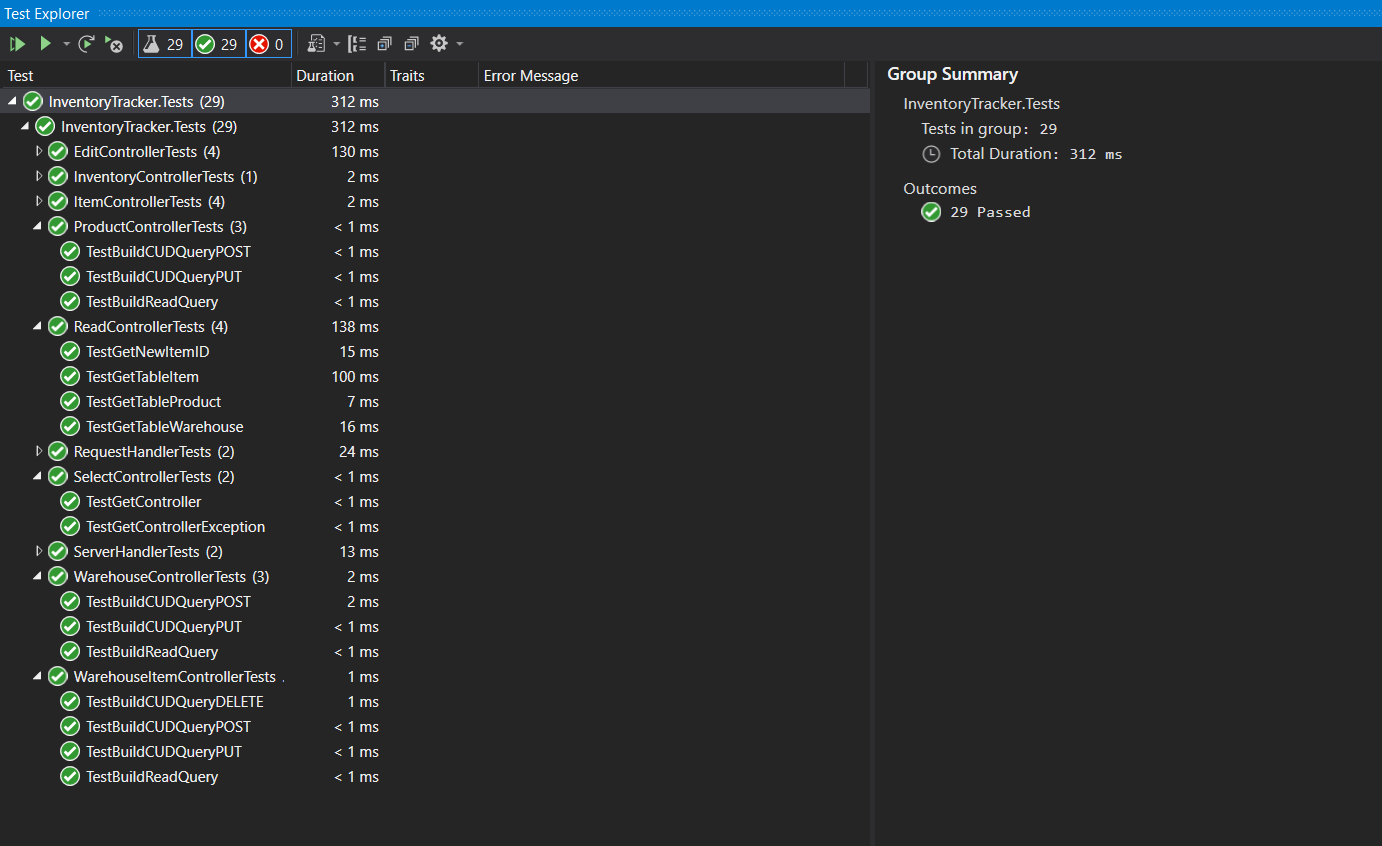 Test Explorer
29 29 0
Test Duration Traits Error Message
InventoryTracker.Tests (29) 312 ms
InventoryTracker.Tests (29) 312 ms
EditControllerTests (4) 130 ms
InventoryControllerTests (1) 2 ms
ItemControllerTests (4) 2 ms
ProductControllerTests (3) < 1 ms
TestBuildCUDQueryPOST < 1 ms
TestBuildCUDQueryPUT < 1 ms
TestBuildReadQuery < 1 ms
ReadControllerTests (4) 138 ms
TestGetNewItemID 15 ms
TestGetTableItem 100 ms
TestGetTableProduct 7 ms
TestGetTableWarehouse 16 ms
RequestHandlerTests (2) 24 ms
SelectControllerTests (2) < 1 ms
TestGetController < 1 ms
TestGetControllerException < 1 ms
ServerHandlerTests (2) 13 ms
WarehouseControllerTests (3) 2 ms
TestBuildCUDQueryPOST 2 ms
TestBuildCUDQueryPUT < 1 ms
TestBuildReadQuery < 1 ms
WarehouseItemControllerTests . 1 ms
TestBuildCUDQueryDELETE 1 ms
TestBuildCUDQueryPOST < 1 ms
TestBuildCUDQueryPUT < 1 ms
TestBuildReadQuery < 1 ms
Group Summary
InventoryTracker.Tests
Tests in group: 29
Total Duration: 312 ms
Outcomes
29 Passed